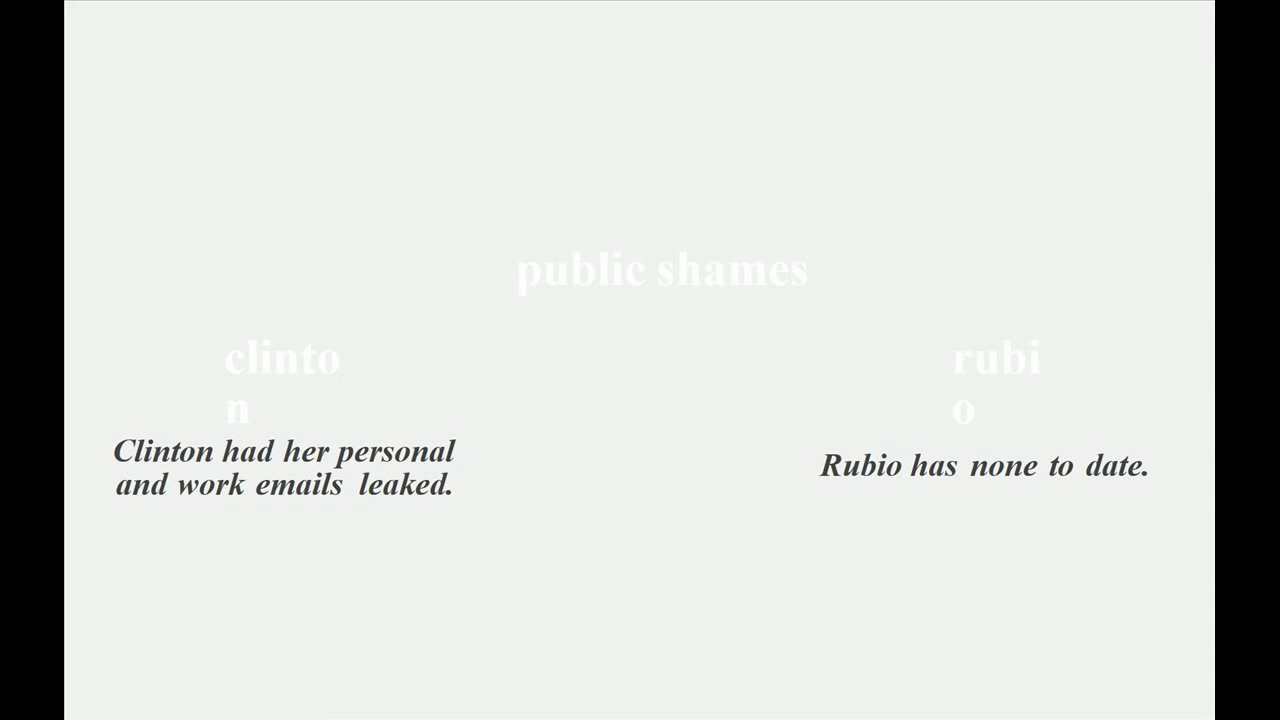 public shames
clinto
n
Clinton had her personal
and work emails leaked.
rubi
o
Rubio has none to date.